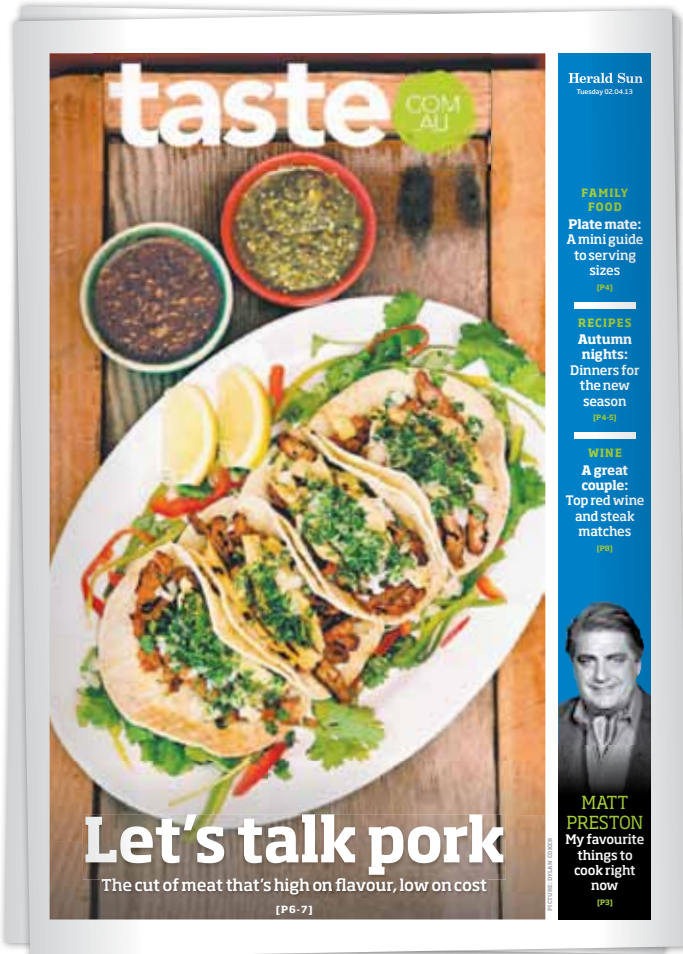 taste
COM
AU
Herald Sun
Tuesday 02.04.13
FAMILY
FOOD
Plate mate:
A mini guide
to serving
sizes
[P4]
RECIPES
Autumn
nights:
Dinners for
the new
season
[P4-5]
WINE
A great
couple:
Top red wine
and steak
matches
[P8]
MATT
PRESTON
My favourite
things to
cook right
now
[P3]
Let's talk pork
The cut of meat that's high on flavour, low on cost
[P6-7]
PICTURE: DYLAN COKER